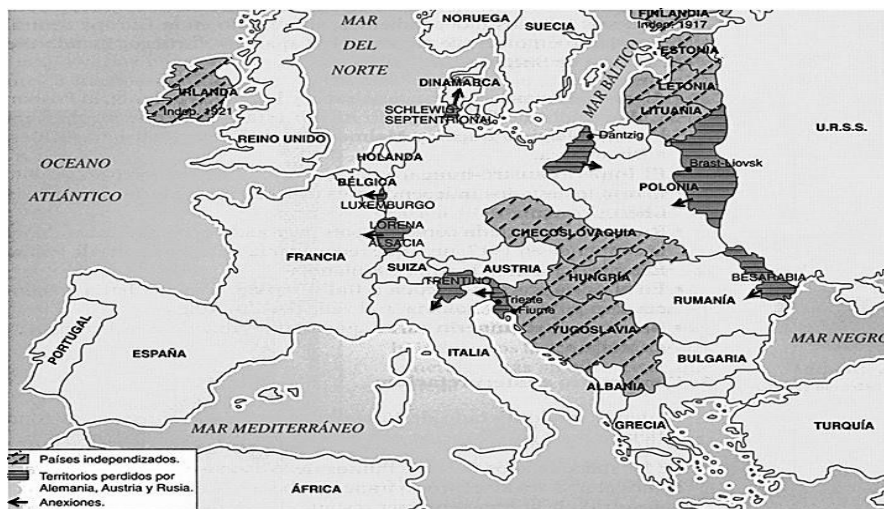 MAR
DEL
NORTE
NORUEGA
SUECIA
FINLANDIA
Indep. 1917
ESTONIA
LETONIA
LITUANIA
MAR BÁLTICO
U.R.S.S.
IRLANDA
Indep. 1921
REINO UNIDO
DINAMARCA
SCHLEWIS
SEPTENTRIONAL
Dantzig
Brast-Liovsk
POLONIA
HOLANDA
BÉLGICA
LUXEMBURGO
LORENA
ALSACIA
OCEANO
ATLÁNTICO
FRANCIA
SUIZA
AUSTRIA
CHECOSLOVAQUIA
HUNGRÍA
BESARABIA
RUMANÍA
TRENTINO
Trieste
Fiume
YUGOSLAVIA
ITALIA
BULGARIA
MAR NEGRO
ALBANIA
GRECIA
TURQUÍA
PORTUGAL
ESPAÑA
MAR MEDITERRÁNEO
ÁFRICA
Países independizados.
Territorios perdidos por
Alemania, Austria y Rusia.
Anexiones.